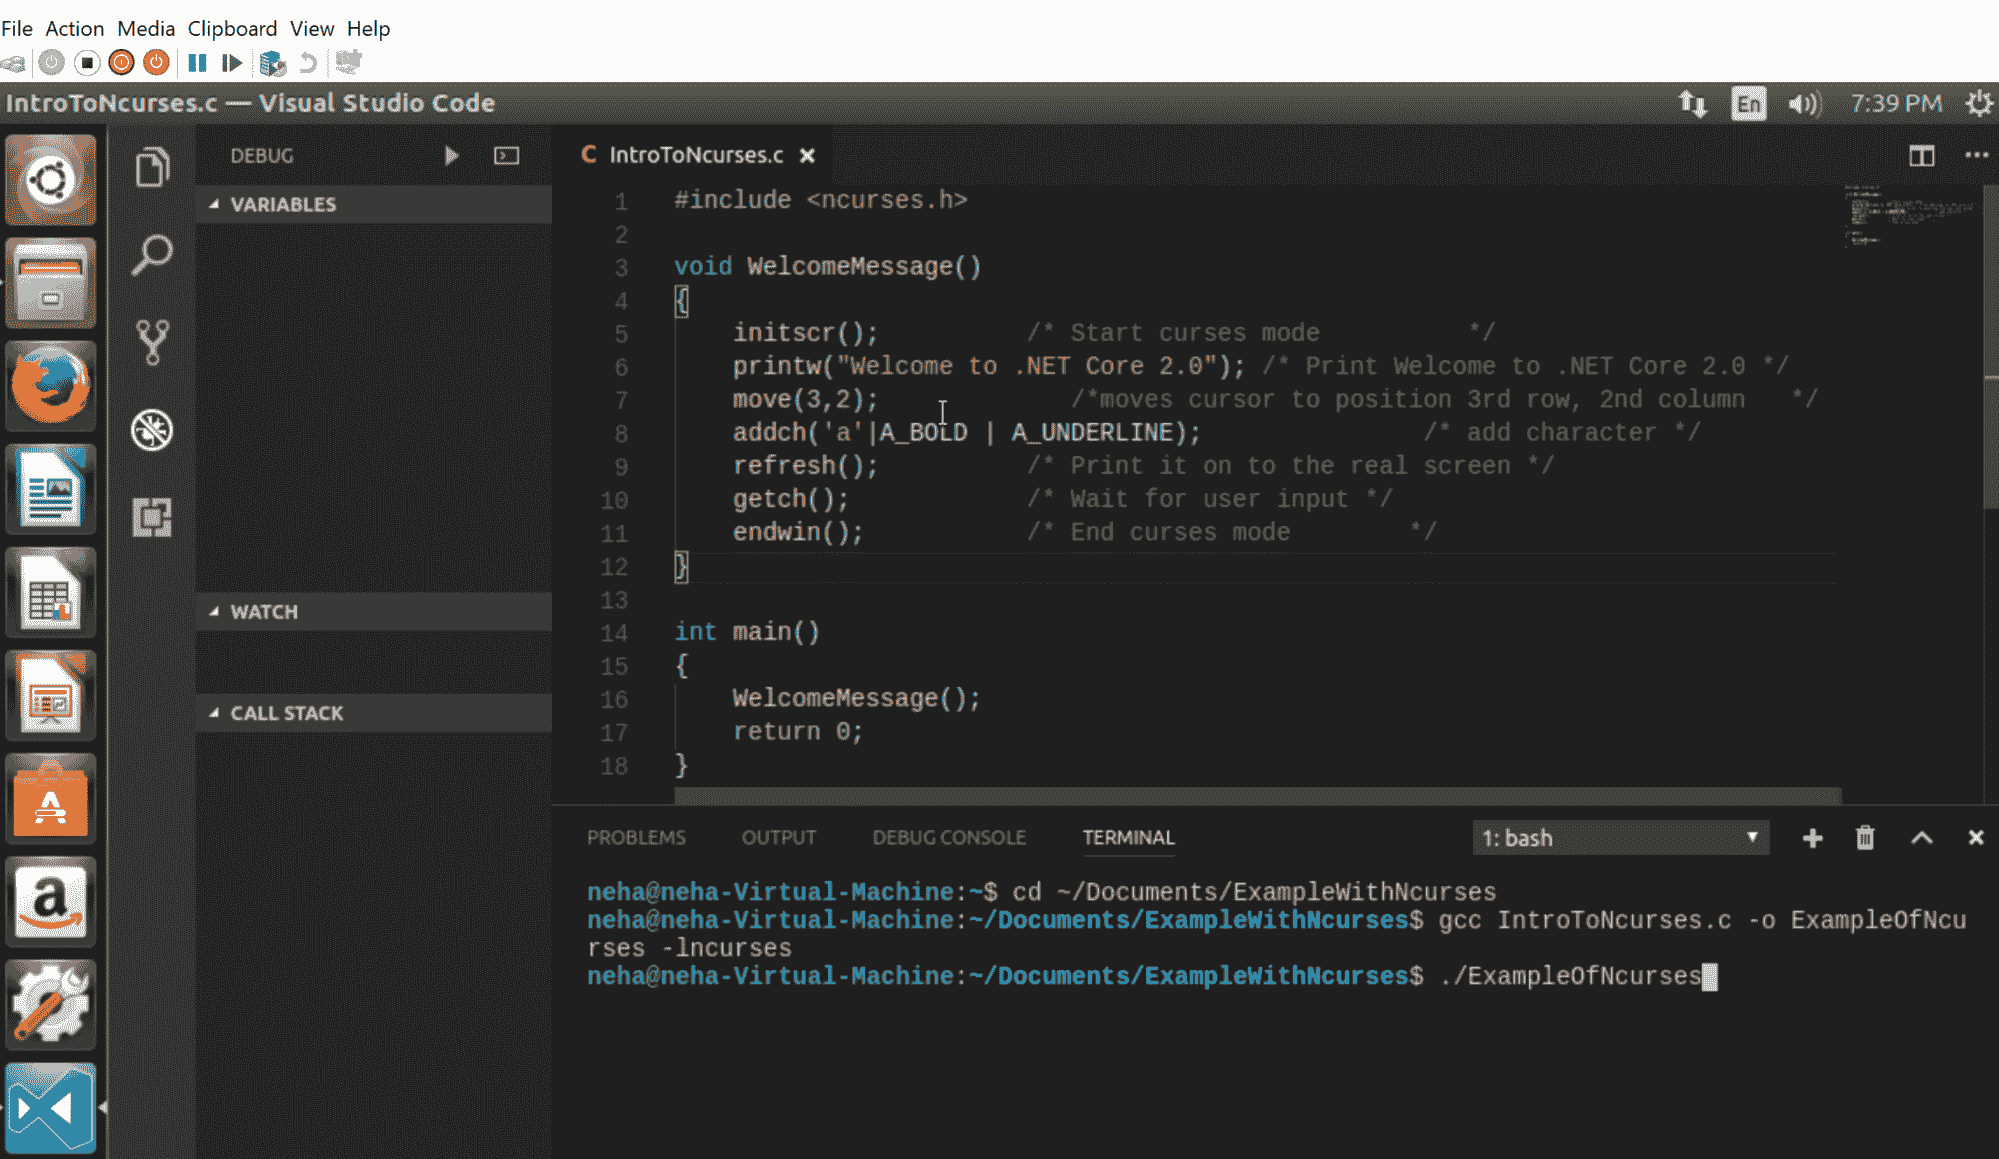 File Action Media Clipboard View Help
IntroToNcurses.c — Visual Studio Code
En
7:39 PM
DEBUG
IntroToNcurses.c
VARIABLES
WATCH
CALL STACK
1 #include <ncurses.h>
2
3 void WelcomeMessage()
4 {
5 initscr(); /* Start curses mode */
6 printw("Welcome to .NET Core 2.0"); /* Print Welcome to .NET Core 2.0 */
7 move(3,2); /*moves cursor to position 3rd row, 2nd column */
8 addch('a'|A_BOLD | A_UNDERLINE); /* add character */
9 refresh(); /* Print it on to the real screen */
10 getch(); /* Wait for user input */
11 endwin(); /* End curses mode */
12 }
13
14 int main()
15 {
16 WelcomeMessage();
17 return 0;
18 }
PROBLEMS OUTPUT DEBUG CONSOLE TERMINAL 1: bash
neha@neha-Virtual-Machine:~$ cd ~/Documents/ExampleWithNcurses
neha@neha-Virtual-Machine:~/Documents/ExampleWithNcurses$ gcc IntroToNcurses.c -o ExampleOfNcu
rses -lncurses
neha@neha-Virtual-Machine:~/Documents/ExampleWithNcurses$ ./ExampleOfNcurses